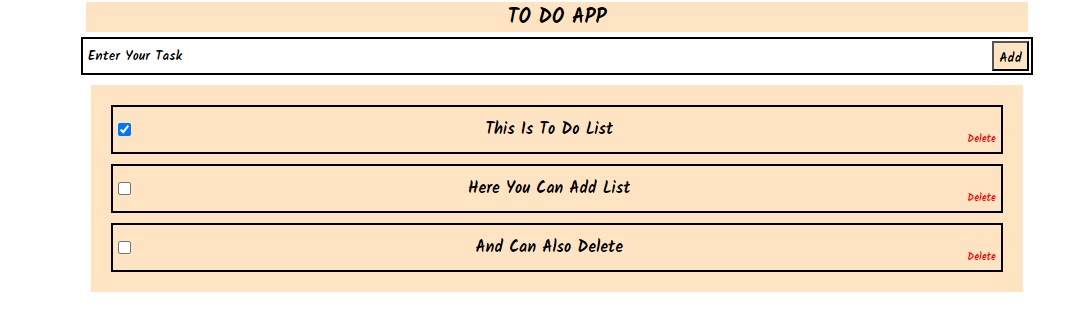 TO DO APP
Enter Your Task
Add
This Is To Do List
Delete
Here You Can Add List
Delete
And Can Also Delete
Delete